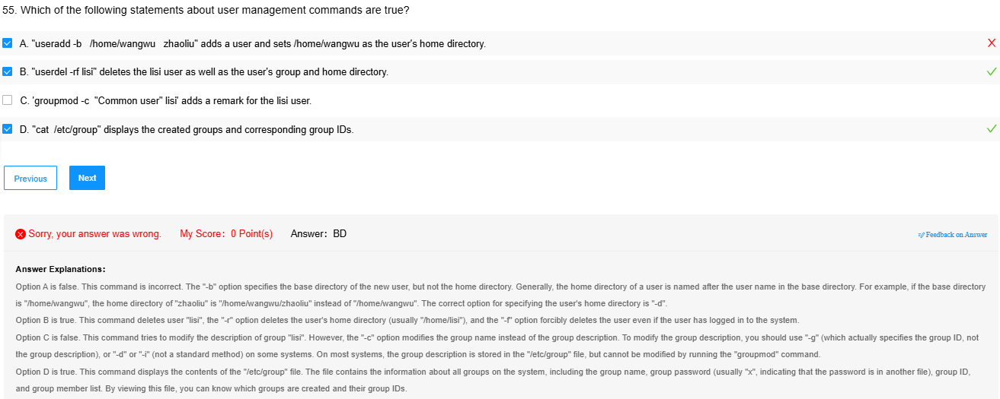 55. Which of the following statements about user management commands are true?
A. "useradd -b /home/wangwu zhaoliu" adds a user and sets /home/wangwu as the user's home directory.
B. "userdel -rf lisi" deletes the lisi user as well as the user's group and home directory.
C. 'groupmod -c "Common user" lisi' adds a remark for the lisi user.
D. "cat /etc/group" displays the created groups and corresponding group IDs.
Previous Next
Sorry, your answer was wrong. My Score: 0 Point(s) Answer: BD Feedback on Answer
Answer Explanations:
Option A is false. This command is incorrect. The "-b" option specifies the base directory of the new user, but not the home directory. Generally, the home directory of a user is named after the user name in the base directory. For example, if the base directory
is "/home/wangwu", the home directory of "zhaoliu" is "/home/wangwu/zhaoliu" instead of "/home/wangwu". The correct option for specifying the user's home directory is "-d".
Option B is true. This command deletes user "lisi", the "-r" option deletes the user's home directory (usually "/home/lisi"), and the "-f" option forcibly deletes the user even if the user has logged in to the system.
Option C is false. This command tries to modify the description of group "lisi". However, the "-c" option modifies the group name instead of the group description. To modify the group description, you should use "-g" (which actually specifies the group ID, not
the group description), or "-d" or "-i" (not a standard method) on some systems. On most systems, the group description is stored in the "/etc/group" file, but cannot be modified by running the "groupmod" command.
Option D is true. This command displays the contents of the "/etc/group" file. The file contains the information about all groups on the system, including the group name, group password (usually "x", indicating that the password is in another file), group ID,
and group member list. By viewing this file, you can know which groups are created and their group IDs.